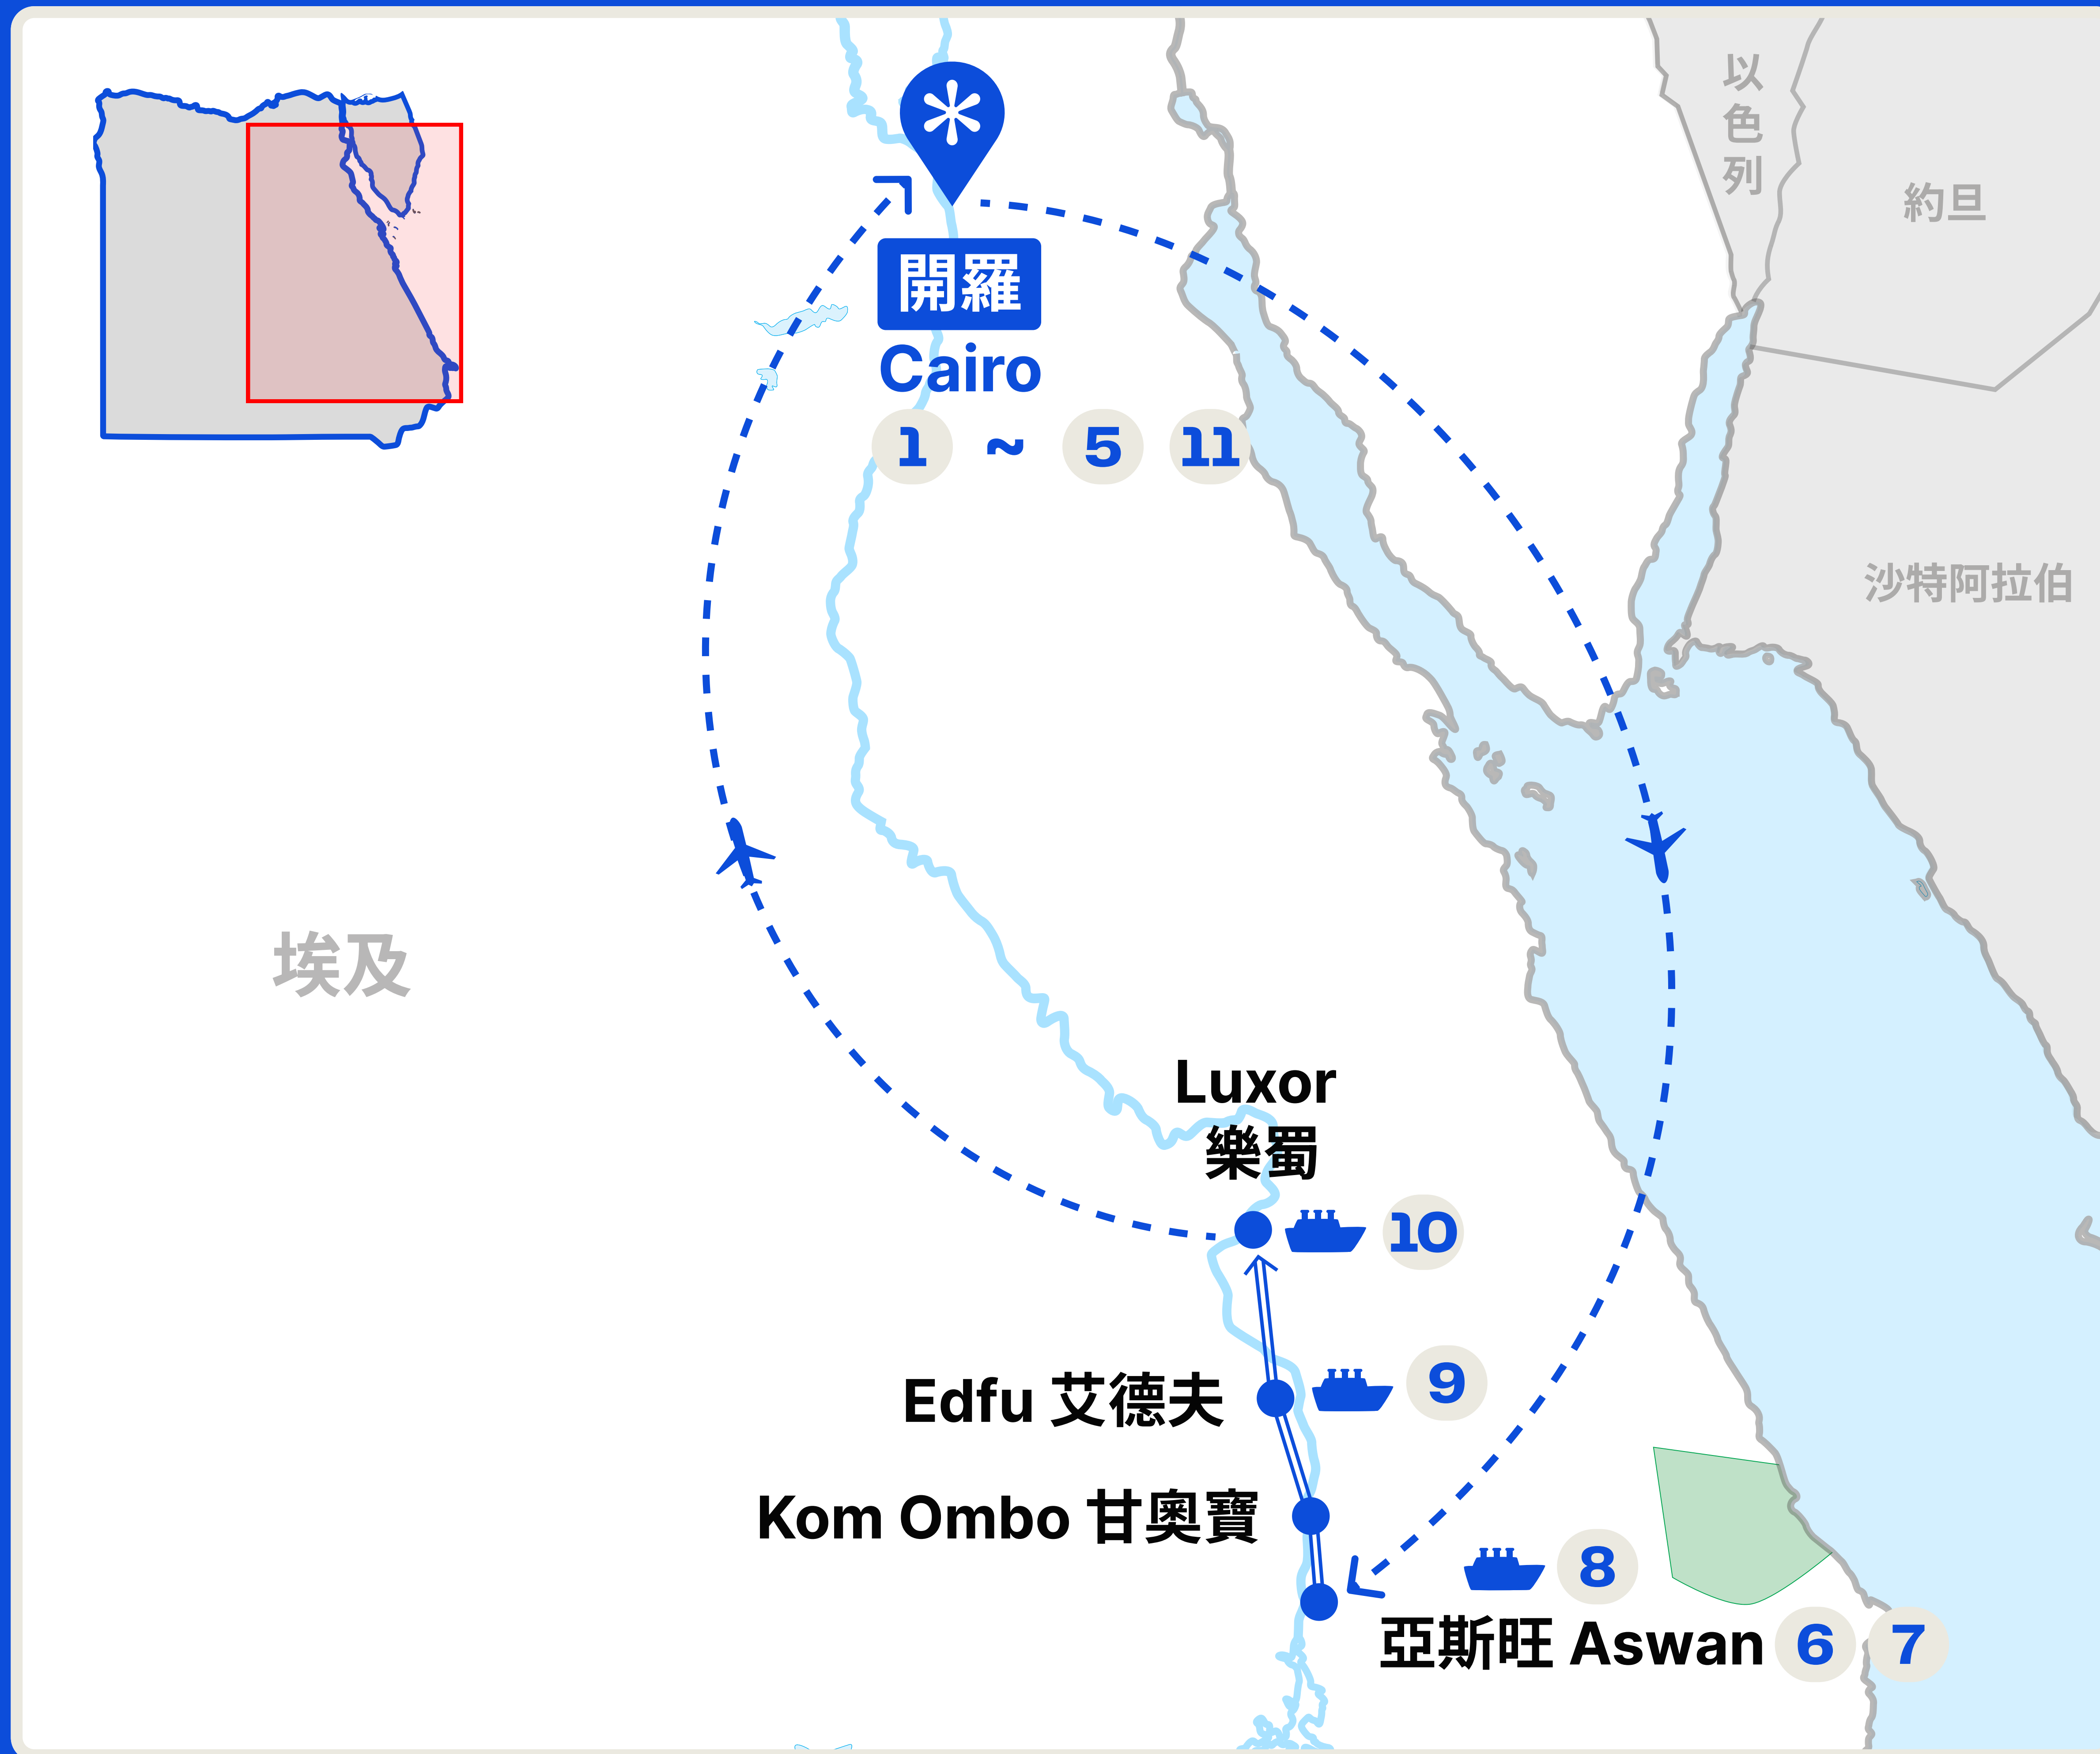 以色列
約旦
開羅
Cairo
1 ~ 5 11
沙特阿拉伯
埃及
Luxor
樂蜀
10
Edfu 艾德夫
9
Kom Ombo 甘奧寶
8
亞斯旺 Aswan 6 7